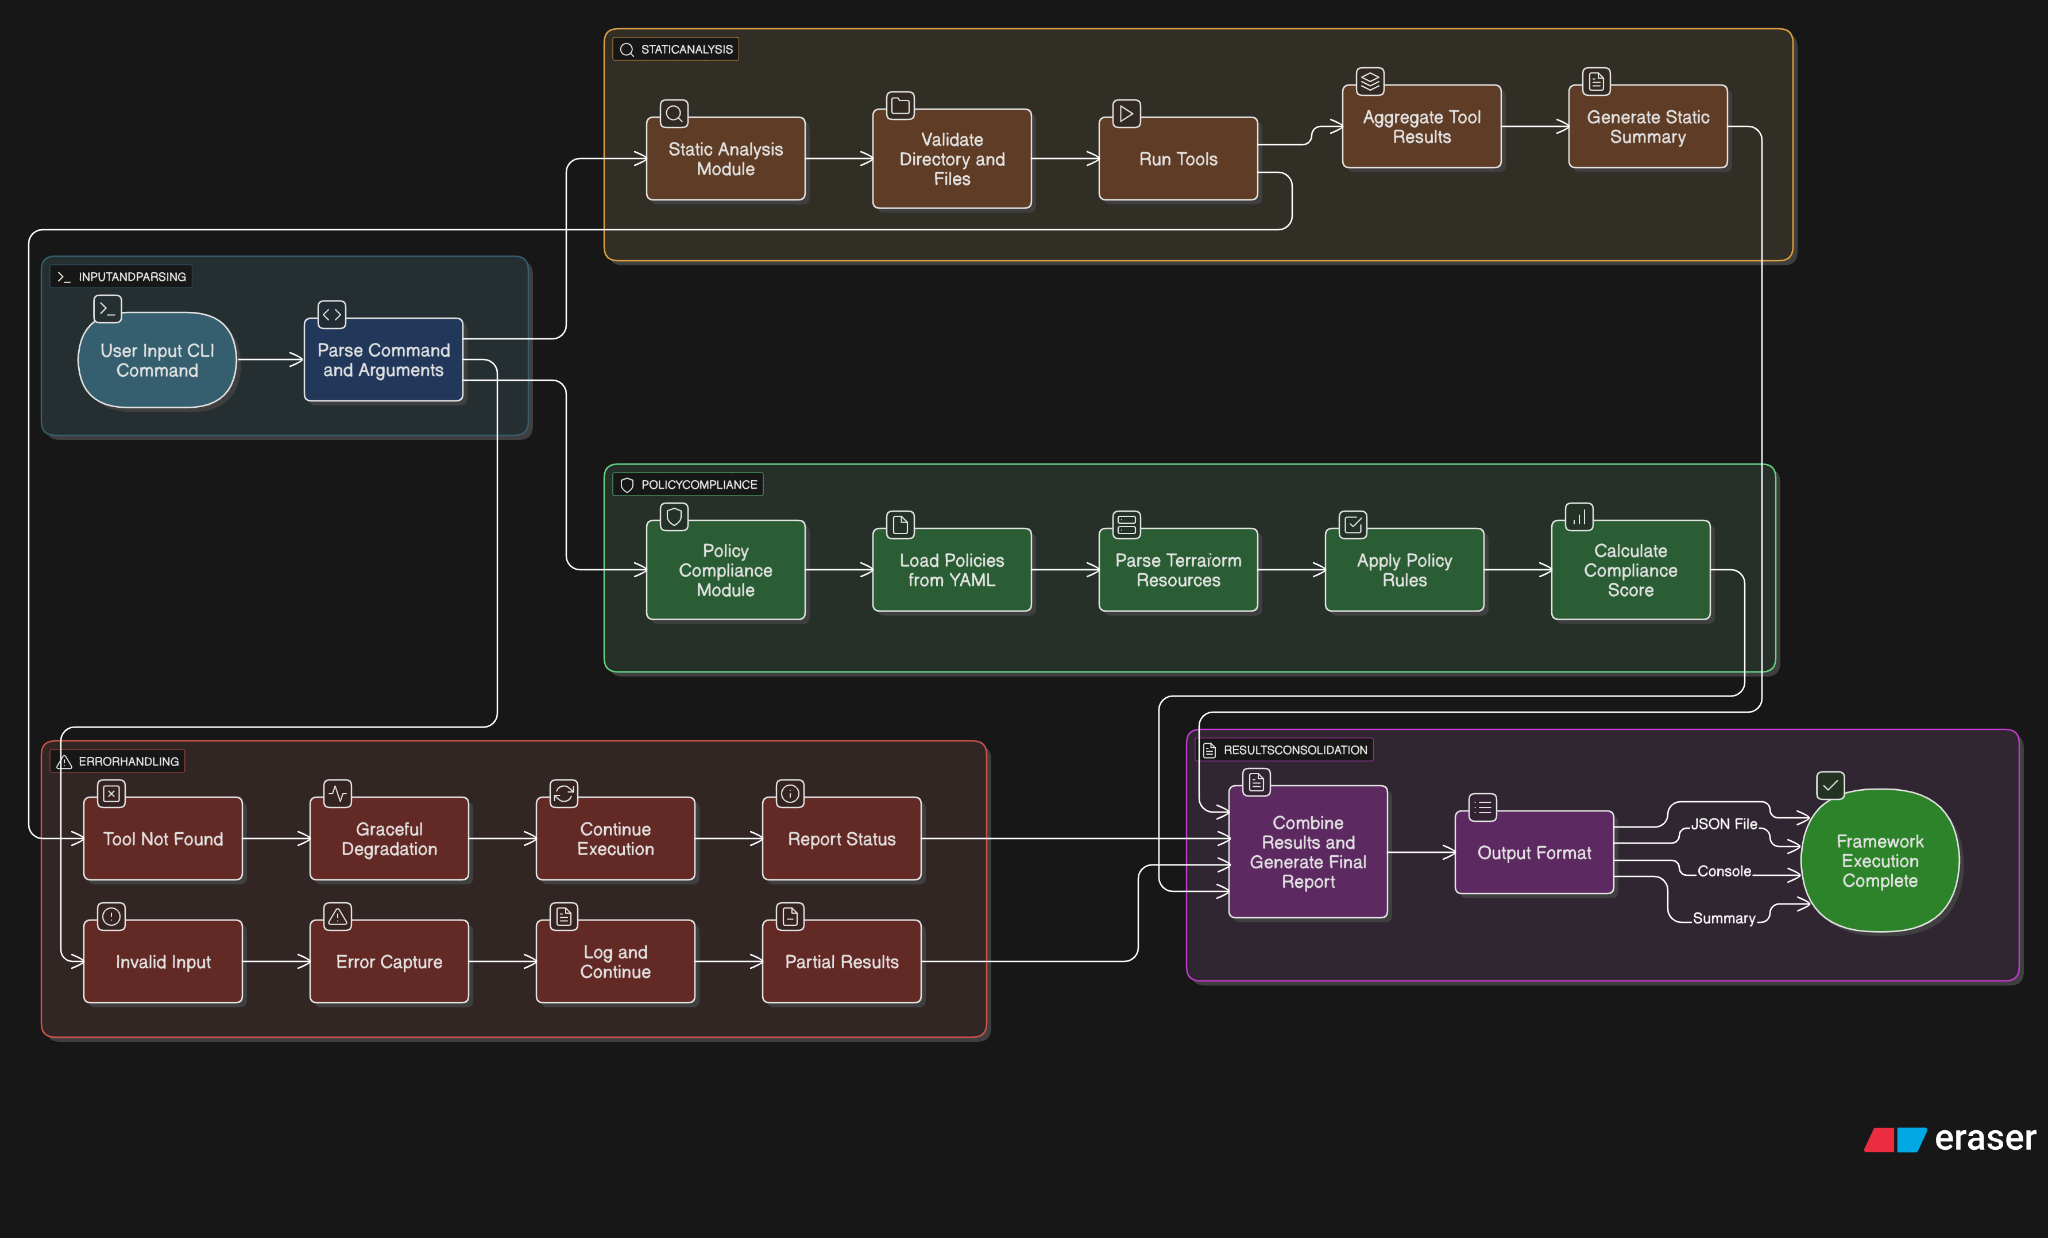 STATICANALYSIS
Static Analysis
Module
Validate
Directory and
Files
Run Tools
Aggregate Tool
Results
Generate Static
Summary
INPUTANDPARSING
User Input CLI
Command
Parse Command
and Arguments
POLICYCOMPLIANCE
Policy
Compliance
Module
Load Policies
from YAML
Parse Terraform
Resources
Apply Policy
Rules
Calculate
Compliance
Score
ERRORHANDLING
Tool Not Found
Graceful
Degradation
Continue
Execution
Report Status
Invalid Input
Error Capture
Log and
Continue
Partial Results
RESULTSCONSOLIDATION
Combine
Results and
Generate Final
Report
Output Format
JSON File
Console
Summary
Framework
Execution
Complete
eraser